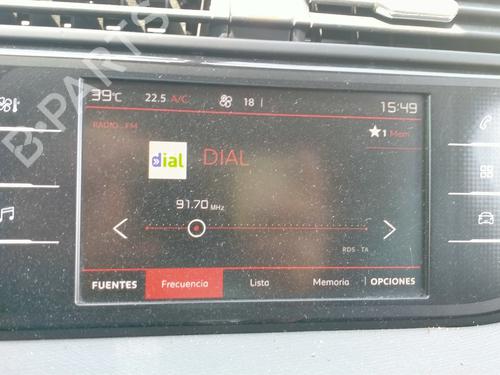 39°C 22.5 A/C 18 15:49
RADIO FM 1 Mem
dial DIAL
91.70 MHz
RDS - TA
FUENTES Frecuencia Lista Memoria OPCIONES
B-PARTS